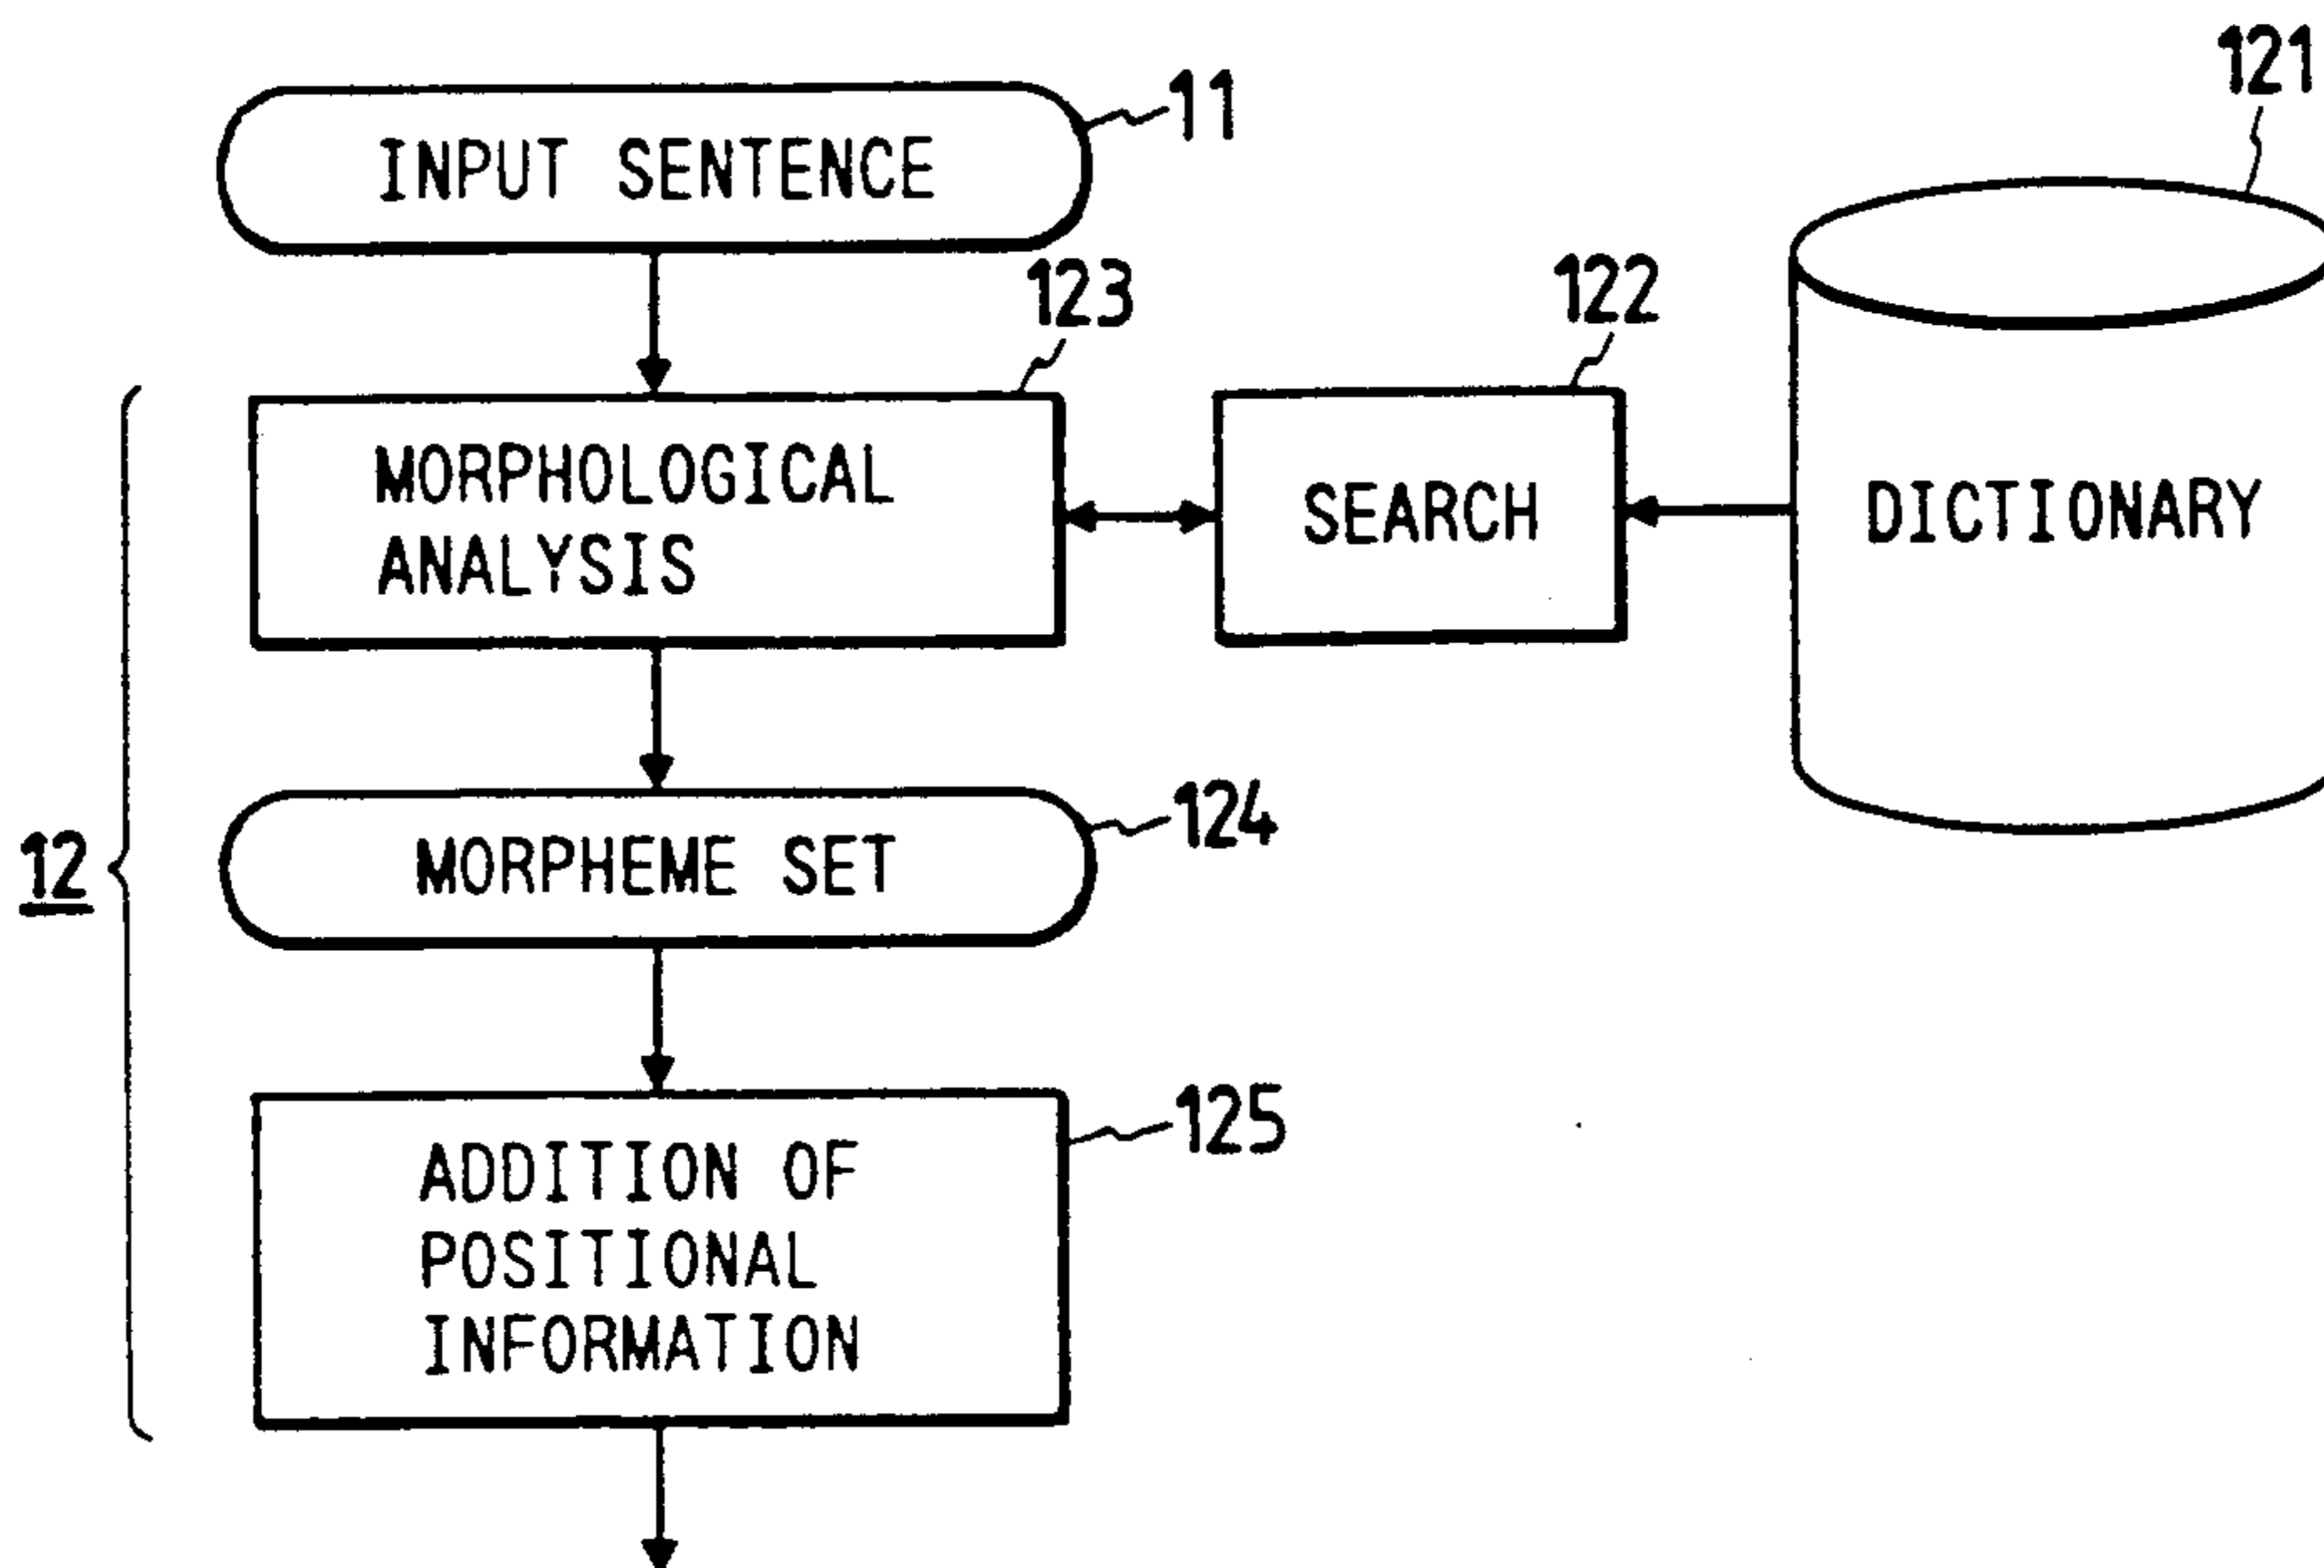 121
INPUT SENTENCE
11
123
122
MORPHOLOGICAL
ANALYSIS
SEARCH
DICTIONARY
12
MORPHEME SET
124
125
ADDITION OF
POSITIONAL
INFORMATION